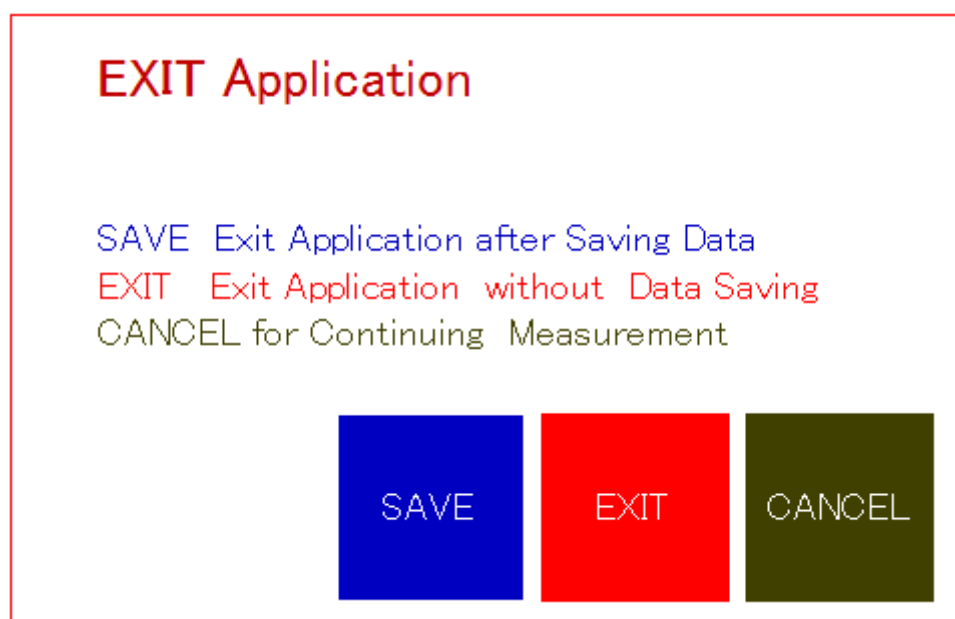 EXIT Application
SAVE  Exit Application after Saving Data
EXIT  Exit Application  without  Data Saving
CANCEL for Continuing  Measurement
SAVE
EXIT
CANCEL